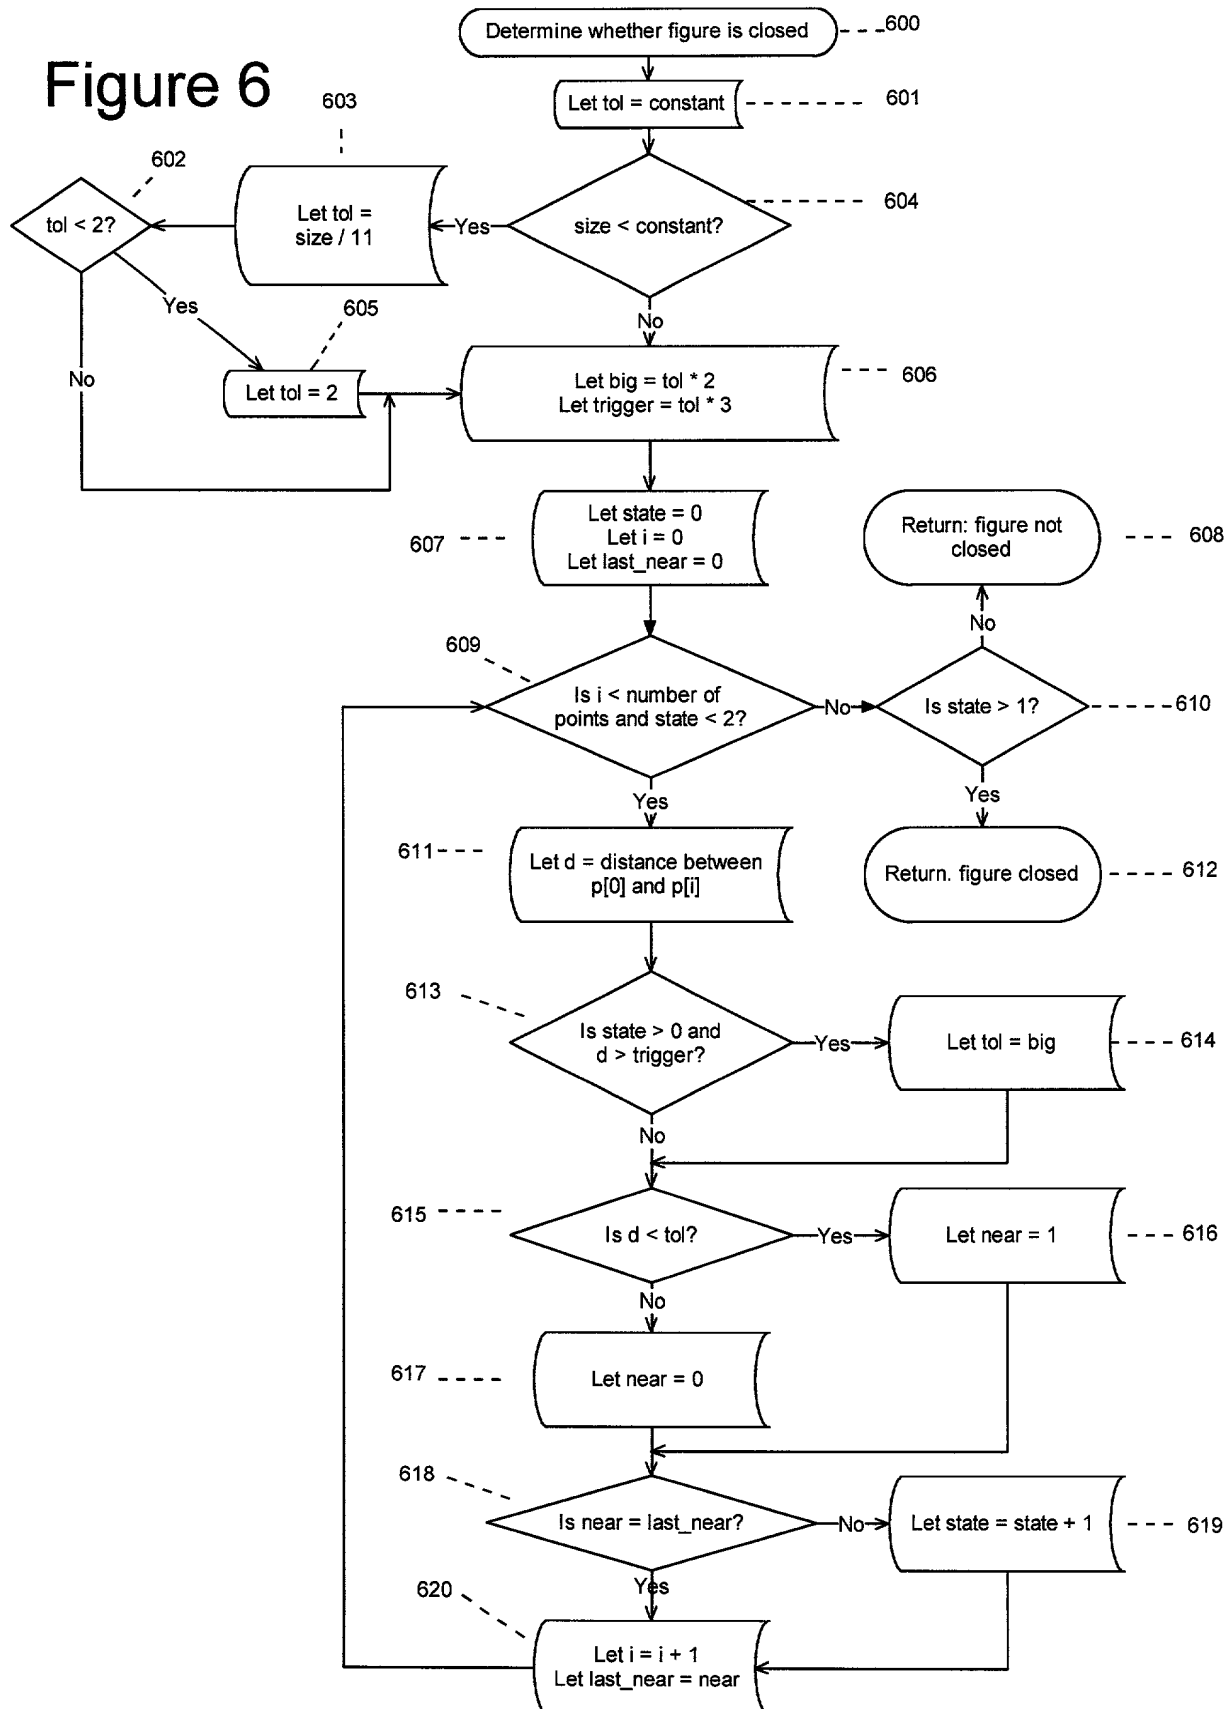 Figure 6
Determine whether figure is closed
600
Let tol = constant
601
603
602
tol < 2?
Let tol =
size / 11
Yes
size < constant?
604
Yes
605
No
No
Let tol = 2
Let big = tol * 2
Let trigger = tol * 3
606
607
Let state = 0
Let i = 0
Let last_near = 0
Return: figure not
closed
608
No
609
Is i < number of
points and state < 2?
No
Is state > 1?
610
Yes
Yes
611
Let d = distance between
p[0] and p[i]
Return. figure closed
612
613
Is state > 0 and
d > trigger?
Yes
Let tol = big
614
No
615
Is d < tol?
Yes
Let near = 1
616
No
617
Let near = 0
618
Is near = last_near?
No
Let state = state + 1
619
Yes
620
Let i = i + 1
Let last_near = near